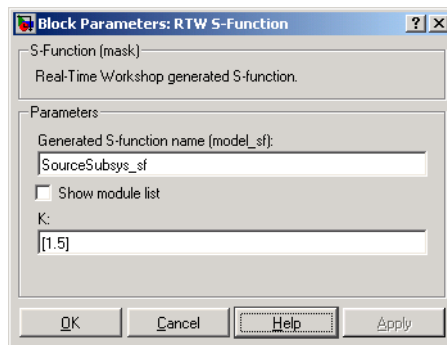 Block Parameters: RTW S-Function
S-Function (mask)
Real-Time Workshop generated S-function.
Parameters
Generated S-function name (model_sf):
SourceSubsys_sf
Show module list
K:
[1.5]
OK Cancel Help Apply